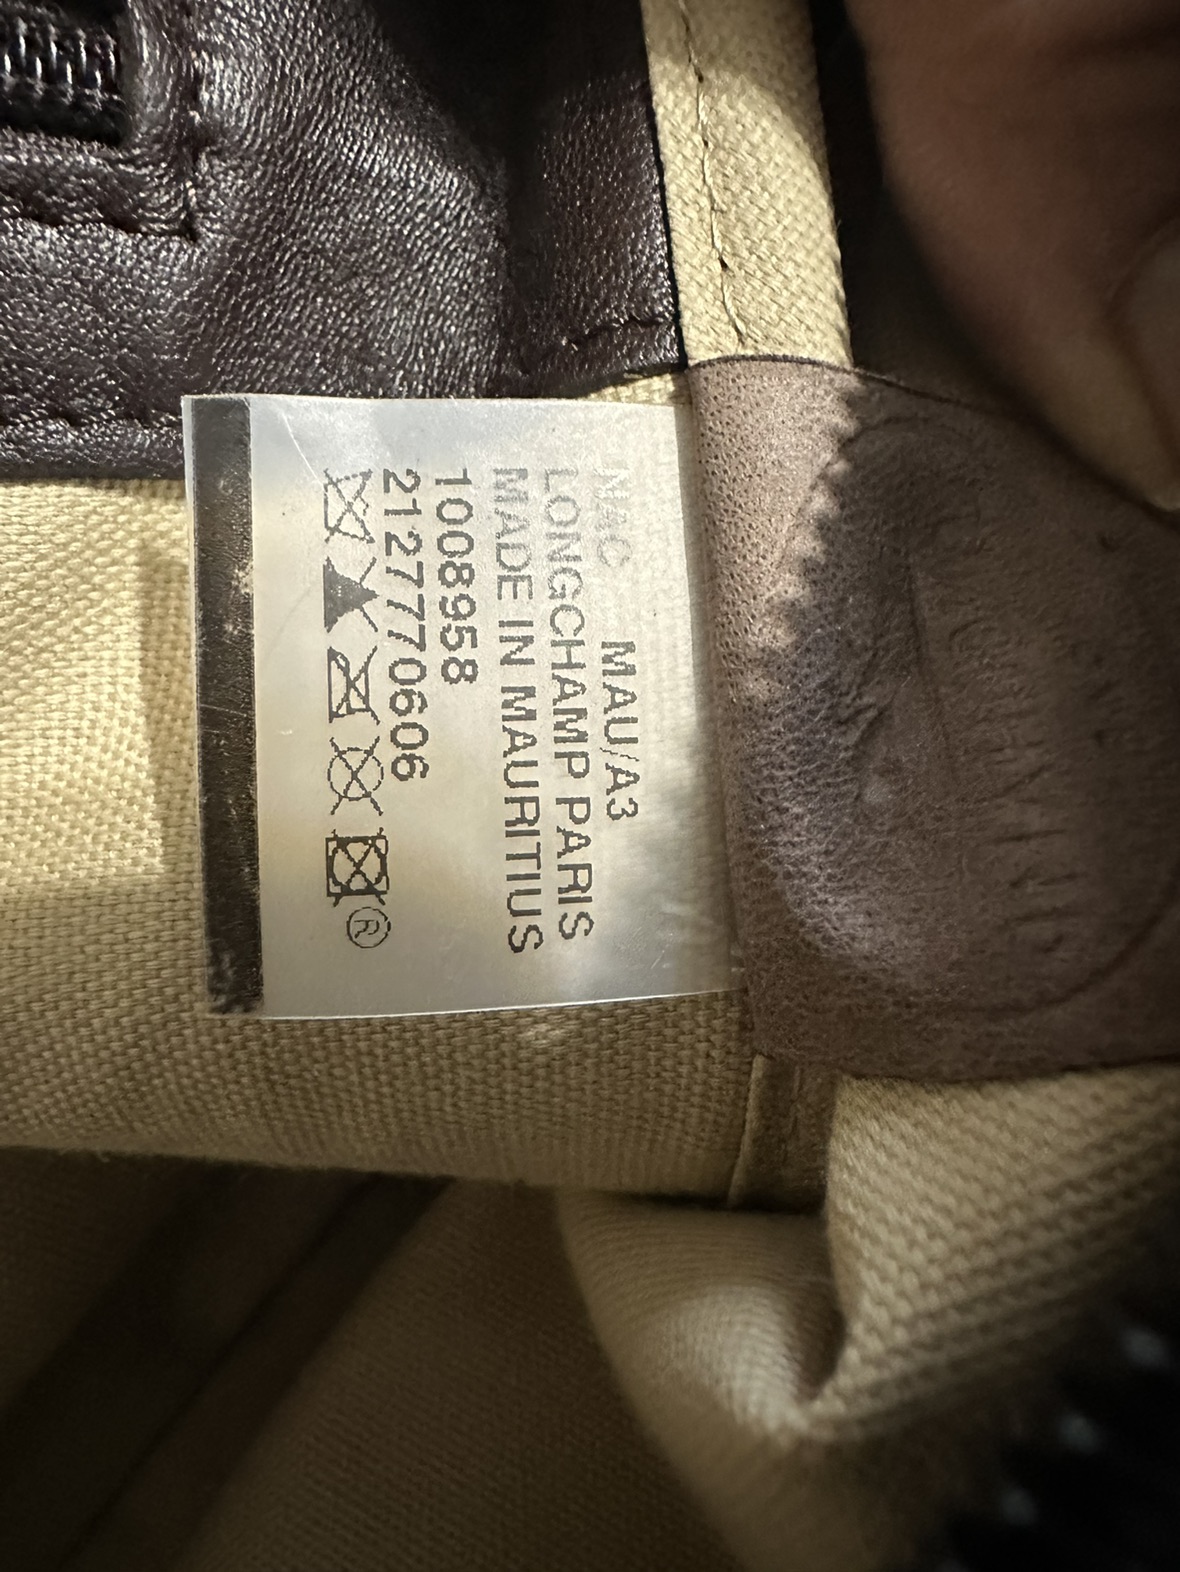 MAU/A3
LONGCHAMP PARIS
MADE IN MAURITIUS
1008958
2127770606
®